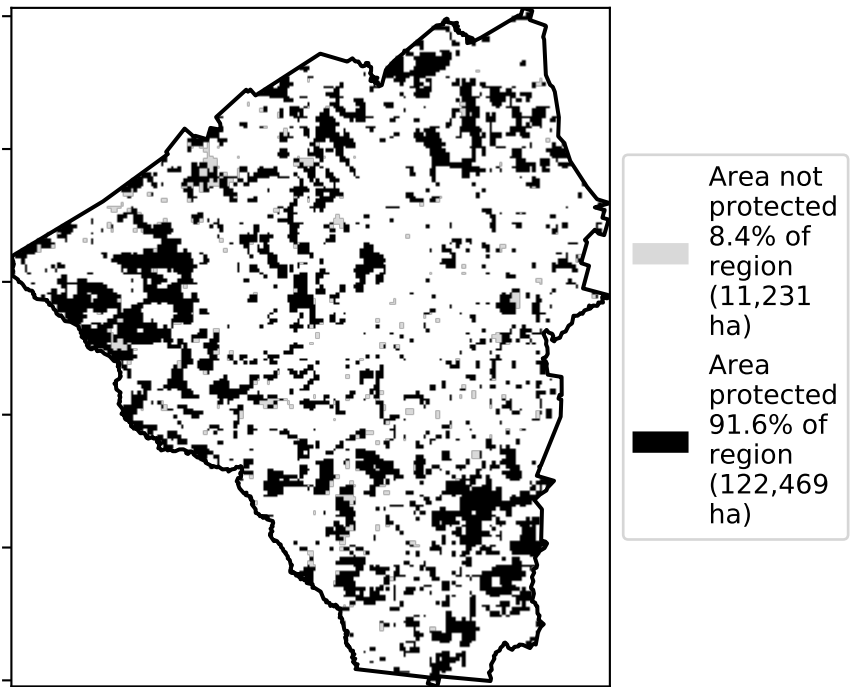 Area not
protected
8.4% of
region
(11,231
ha)
Area
protected
91.6% of
region
(122,469
ha)